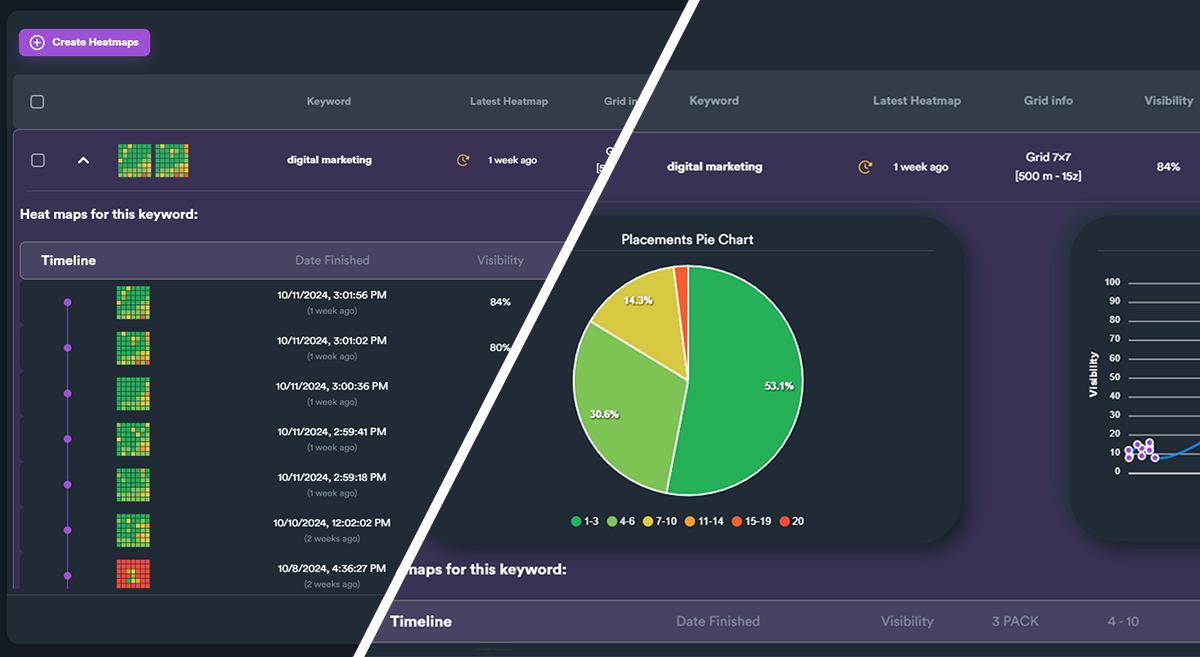 Create Heatmaps
Keyword Latest Heatmap Grid in
digital marketing 1 week ago G
[5
Heat maps for this keyword:
Timeline Date Finished Visibility
10/11/2024, 3:01:56 PM 84%
(1 week ago)
10/11/2024, 3:01:02 PM 80%
(1 week ago)
10/11/2024, 3:00:36 PM
(1 week ago)
10/11/2024, 2:59:41 PM
(1 week ago)
10/11/2024, 2:59:18 PM
(1 week ago)
10/10/2024, 12:02:02 PM
(2 weeks ago)
10/8/2024, 4:36:27 PM
(2 weeks ago)
Keyword Latest Heatmap Grid info Visibility
digital marketing 1 week ago Grid 7×7 84%
[500 m - 15z]
Placements Pie Chart
14.3%
53.1%
30.6%
1-3 4-6 7-10 11-14 15-19 20
Visibility
100
90
80
70
60
50
40
30
20
10
0
maps for this keyword:
Timeline Date Finished Visibility 3 PACK 4 - 10